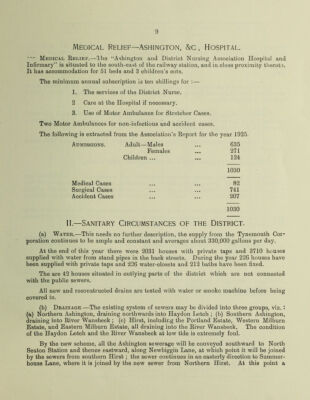 9
MEDICAL RELIEF—ASHINGTON, &C, HOSPITAL.
MEDICAL RELIEF.—The "Ashington and District Nursing Association Hospital and
Infirmary" is situated to the south-east of the railway station, and in close proximity thereto.
It has accommodation for 51 beds and 3 children's cots.
The minimum annual subscription is ten shillings for :—
1. The services of the District Nurse.
2 Care at the Hospital if necessary.
3. Use of Motor Ambulance for Stretcher Cases.
Two Motor Ambulances for non-infectious and accident cases.
The following is extracted from the Association's Report for the year 1925.
ADMISSIONS. Adult—Males ... 635
Females ... 271
Children ... ... 124
1030
Medical Cases ... ... 82
Surgical Cases ... ... 741
Accident Cases ... ... 207
1030
II.—SANITARY CIRCUMSTANCES OF THE DISTRICT.
(a) WATER.—This needs no further description, the supply from the Tynemouth Cor-
poration continues to be ample and constant and averages about 330,000 gallons per day.
At the end of this year there were 2031 houses with private taps and 3710 houses
supplied with water from stand pipes in the back streets. During the year 226 houses have
been supplied with private taps and 226 water-closets and 212 baths have been fixed.
The are 42 houses situated in outlying parts of the district which are not connected
with the public sewers.
All new and reconstructed drains are tested with water or smoke machine before being
covered in.
(b) DRAINAGE—The existing system of sewers may be divided into three groups, viz. :
(a) Northern Ashington, draining northwards into Haydon Letch ; (b) Southern Ashington,
draining into River Wansbeck ; (c) Hirst, including the Portland Estate, Western Milburn
Estate, and Eastern Milburn Estate, all draining into the River Wansbeck. The condition
of the Haydon Letch and the River Wansbeck at low tide is extremely foul.
By the new scheme, all the Ashington sewerage will be conveyed southward to North
Seaton Station and thence eastward, along Newbiggin Lane, at which point it will be joined
by the sewers from southern Hirst ; the sewer continues in an easterly direction to Summer-
house Lane, where it is joined by the new sewer from Northern Hirst. At this point a